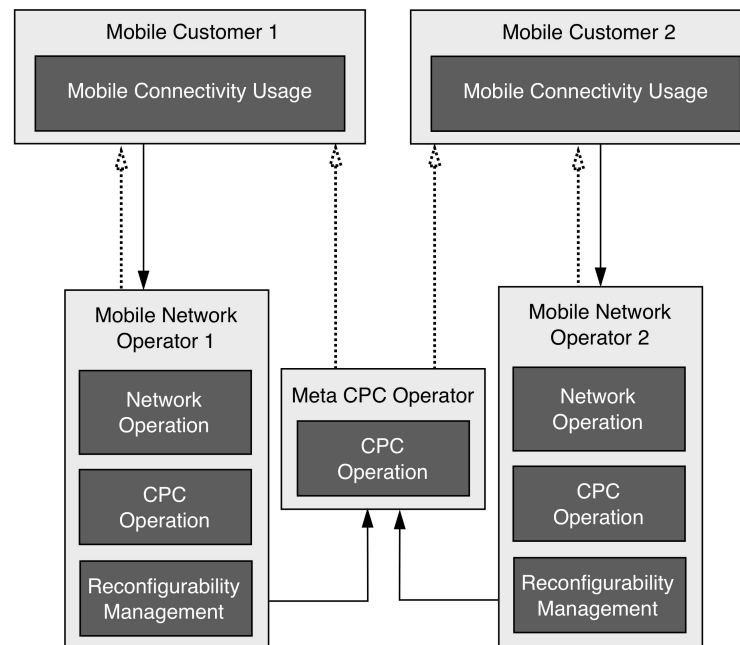 Mobile Customer 1
Mobile Connectivity Usage
Mobile Customer 2
Mobile Connectivity Usage
Mobile Network
Operator 1
Network
Operation
CPC
Operation
Reconfigurability
Management
Meta CPC Operator
CPC
Operation
Mobile Network
Operator 2
Network
Operation
CPC
Operation
Reconfigurability
Management